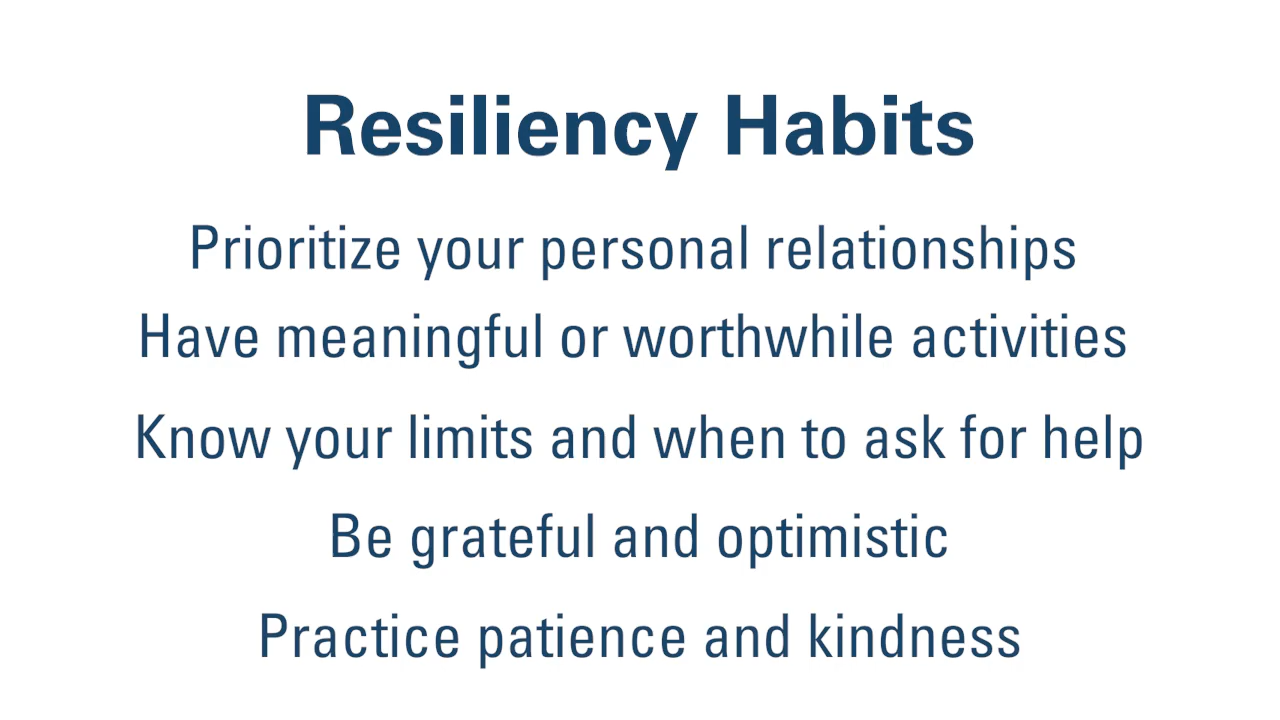 Resiliency Habits
Prioritize your personal relationships
Have meaningful or worthwhile activities
Know your limits and when to ask for help
Be grateful and optimistic
Practice patience and kindness